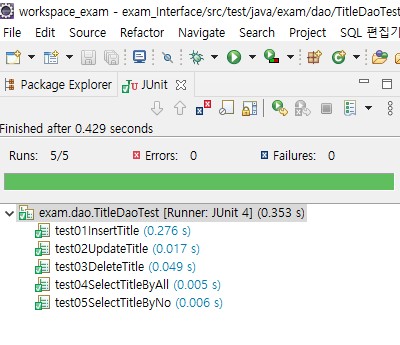 workspace_exam - exam_Interface/src/test/java/exam/dao/TitleDaoTest
File Edit Source Refactor Navigate Search Project SQL 편집기
Package Explorer JUnit
Finished after 0.429 seconds
Runs: 5/5 Errors: 0 Failures: 0
exam.dao.TitleDaoTest [Runner: JUnit 4] (0.353 s)
test01InsertTitle (0.276 s)
test02UpdateTitle (0.017 s)
test03DeleteTitle (0.049 s)
test04SelectTitleByAll (0.005 s)
test05SelectTitleByNo (0.006 s)